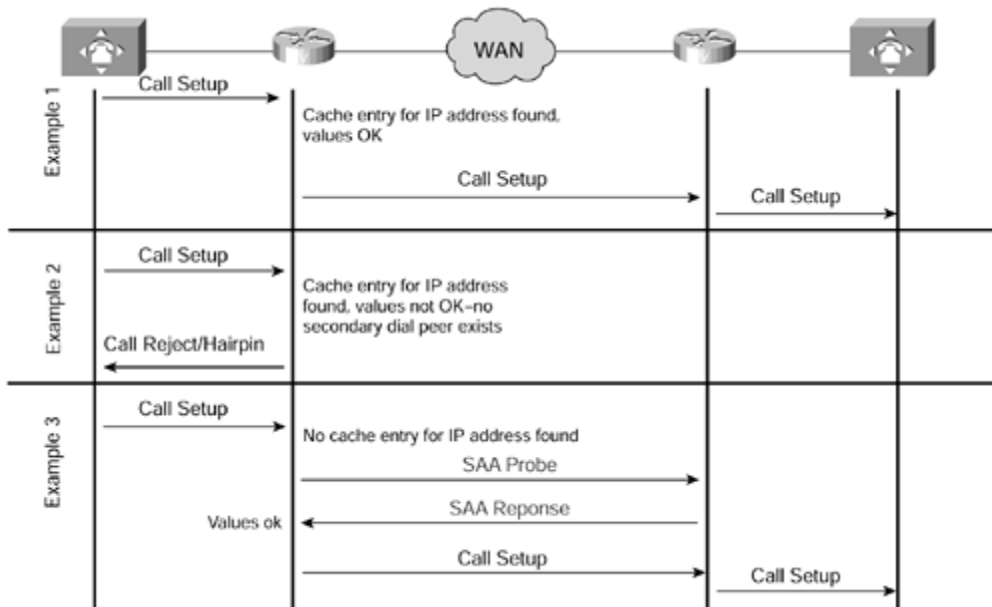 WAN
Example 1
Call Setup
Cache entry for IP address found,
values OK
Call Setup
Call Setup
Example 2
Call Setup
Cache entry for IP address
found, values not OK–no
secondary dial peer exists
Call Reject/Hairpin
Example 3
Call Setup
No cache entry for IP address found
SAA Probe
SAA Reponse
Values ok
Call Setup
Call Setup